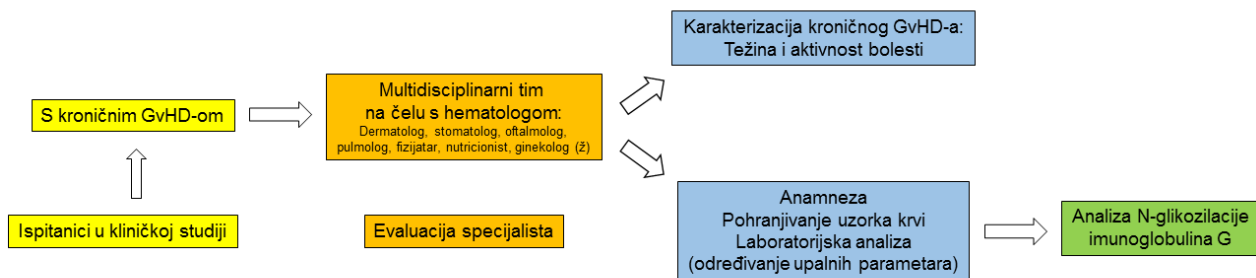 Karakterizacija kroničnog GvHD-a:
Težina i aktivnost bolesti
Multidisciplinarni tim
na čelu s hematologom:
Dermatolog, stomatolog, oftalmolog,
pulmolog, fizijatar, nutricionist, ginekolog (ž)
S kroničnim GvHD-om
Ispitanici u kliničkoj studiji
Evaluacija specijalista
Anamneza
Pohranjivanje uzorka krvi
Laboratorijska analiza
(određivanje upalnih parametara)
Analiza N-glikozilacije
imunoglobulina G